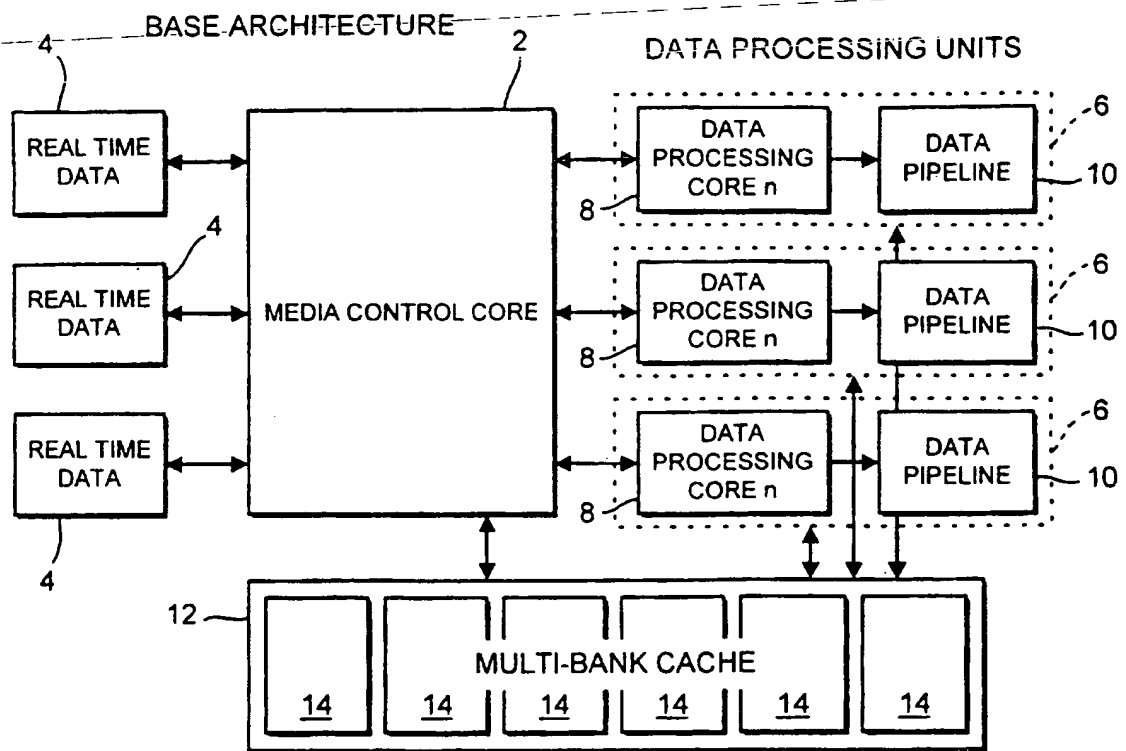 BASE ARCHITECTURE
DATA PROCESSING UNITS
4
2
REAL TIME
DATA
MEDIA CONTROL CORE
DATA
PROCESSING
CORE n
8
DATA
PIPELINE
6
10
4
REAL TIME
DATA
DATA
PROCESSING
CORE n
8
DATA
PIPELINE
6
10
REAL TIME
DATA
4
DATA
PROCESSING
CORE n
8
DATA
PIPELINE
6
10
12
MULTI-BANK CACHE
14
14
14
14
14
14